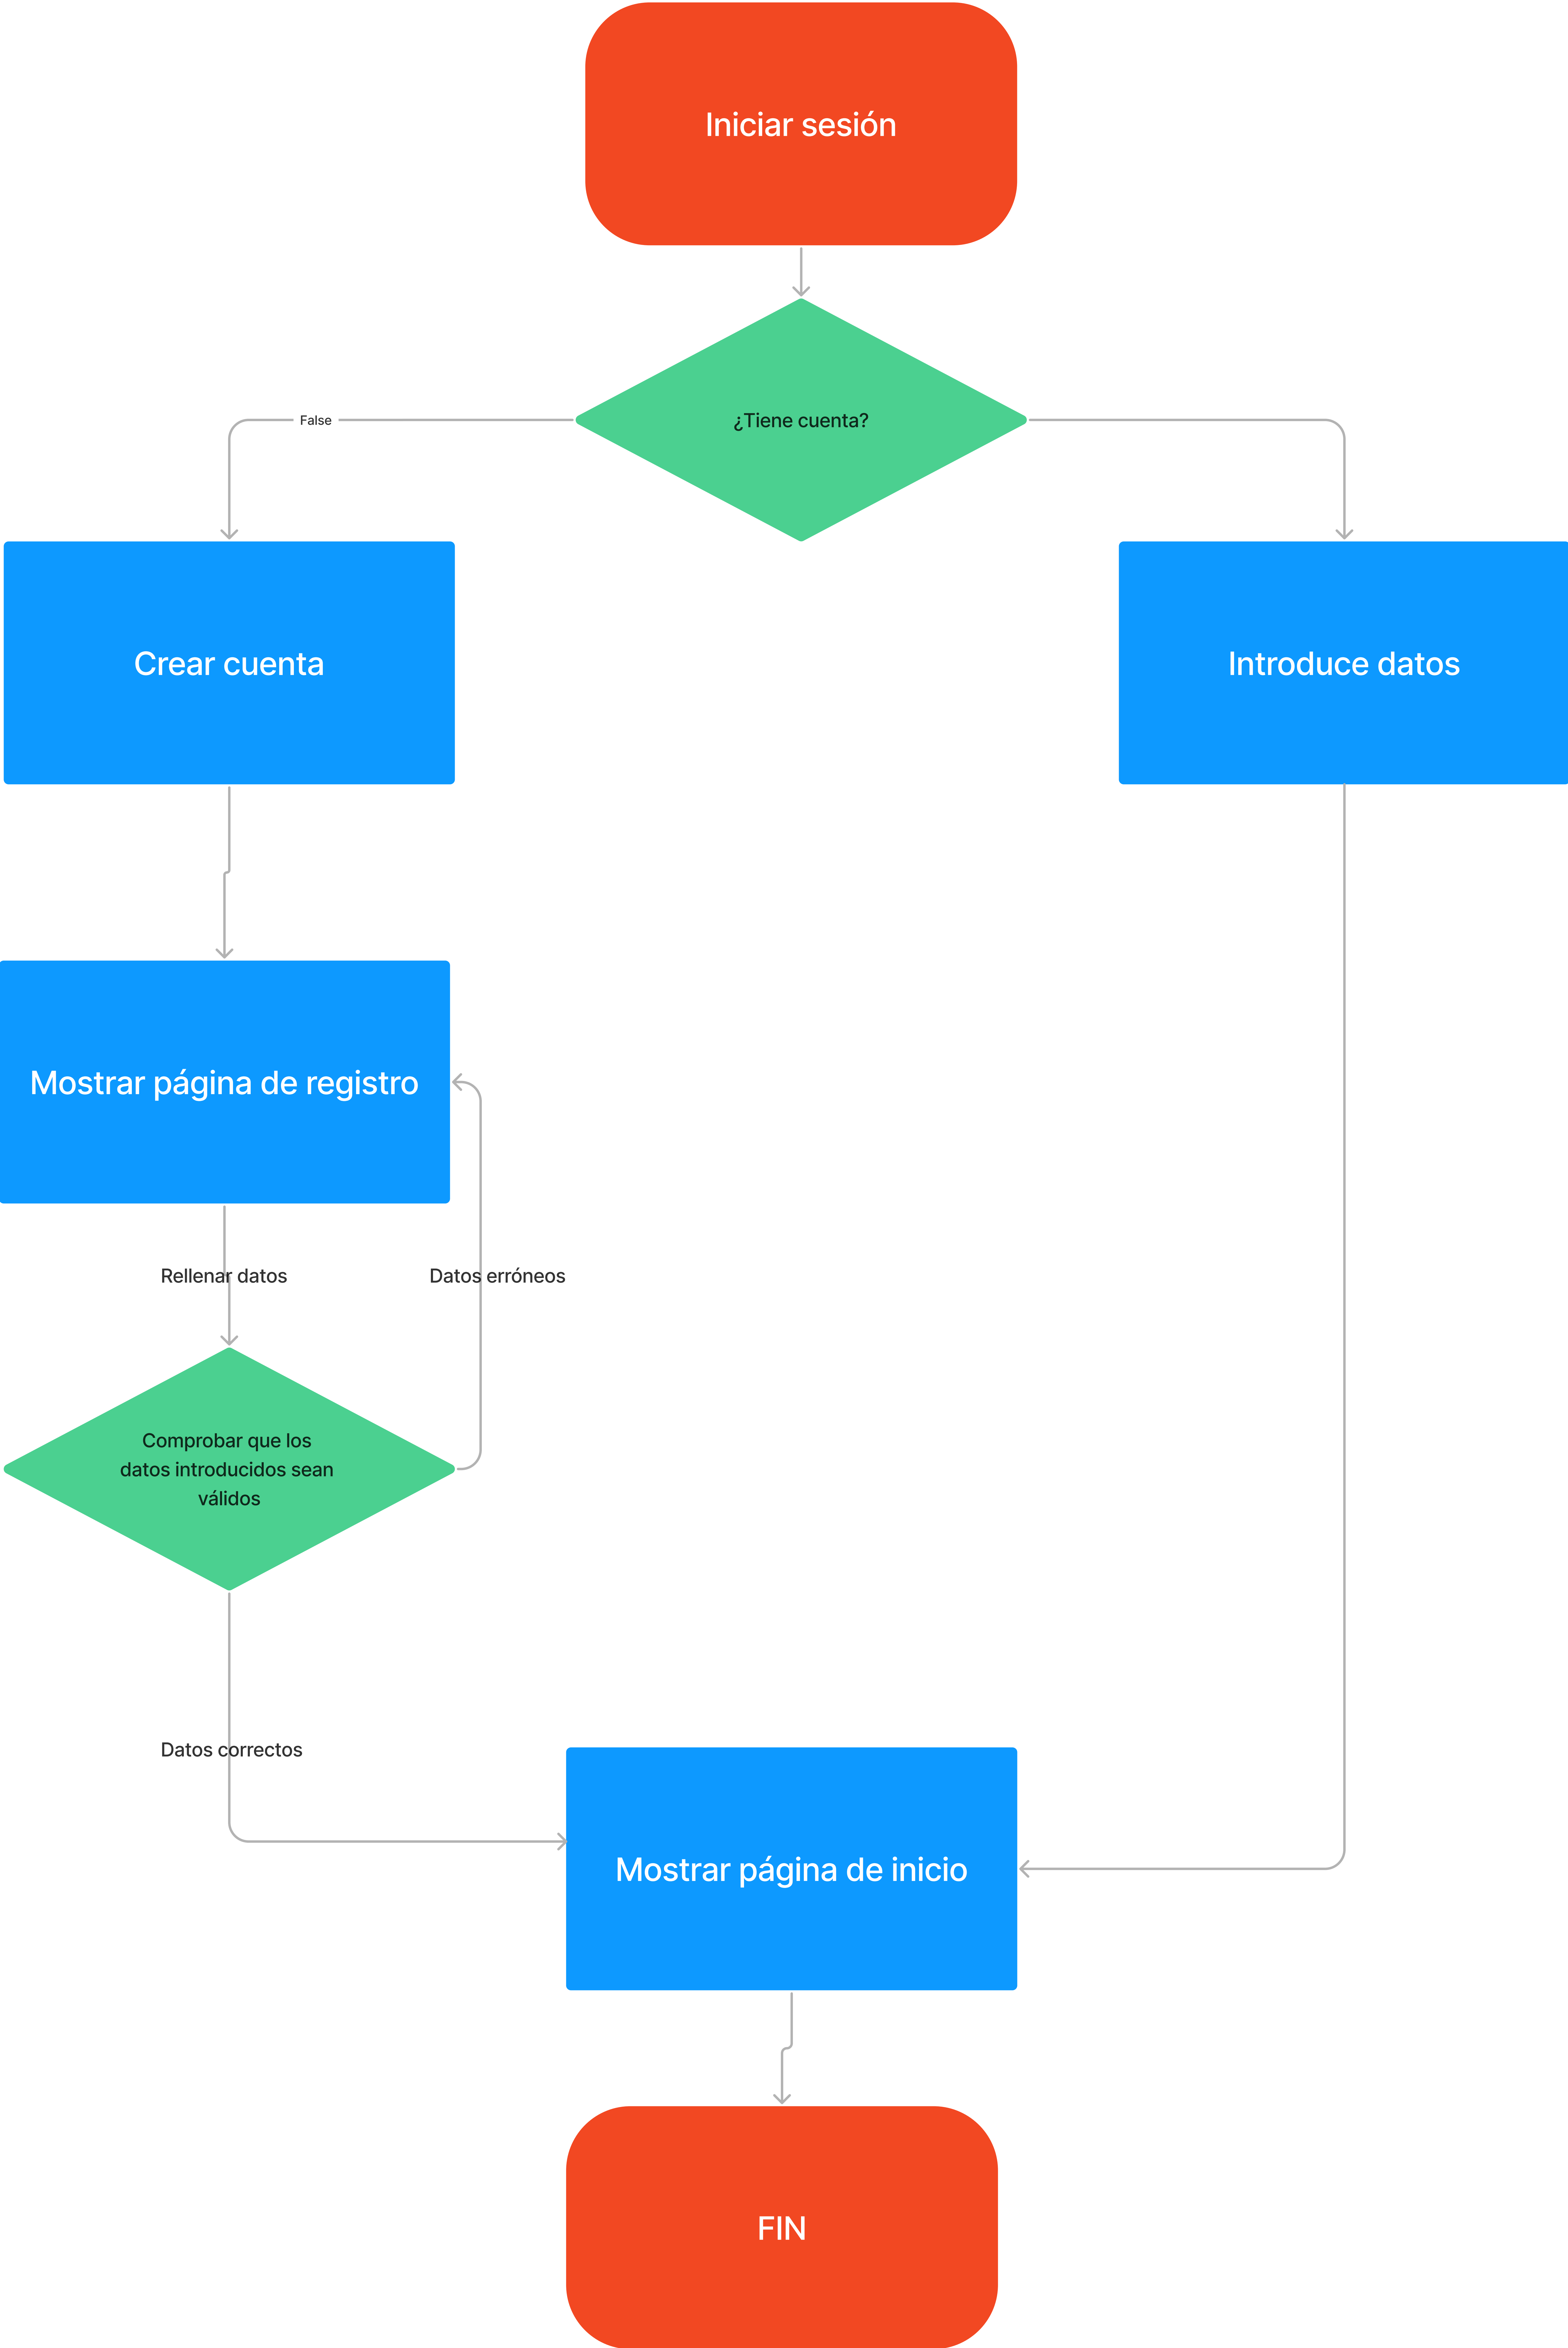 Iniciar sesión
¿Tiene cuenta?
False
Crear cuenta
Introduce datos
Mostrar página de registro
Rellenar datos
Datos erróneos
Comprobar que los
datos introducidos sean
válidos
Datos correctos
Mostrar página de inicio
FIN